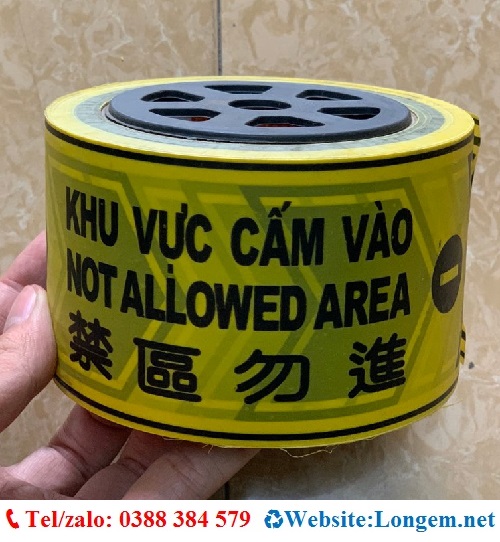 KHU VỰC CẤM VÀO
NOT ALLOWED AREA
禁區勿進
Tel/zalo: 0388 384 579 Website:Longem.net